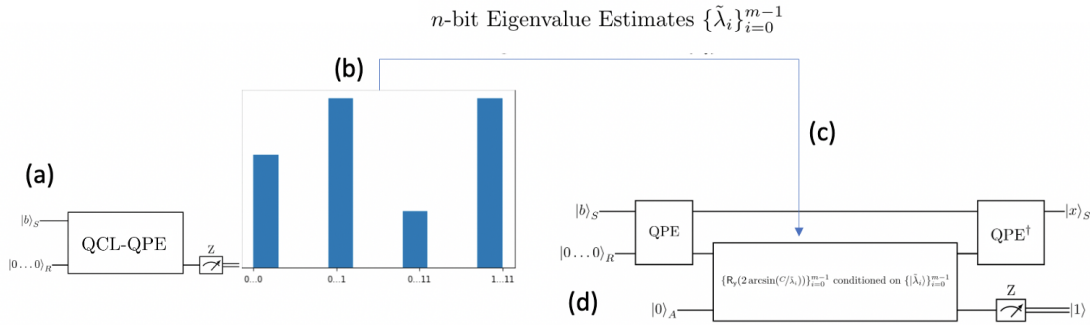 n-bit Eigenvalue Estimates {λ̃ᵢ}ᵢ₌₀ᵐ⁻¹
(b)
(c)
(a)
|b⟩S
QCL-QPE
|0...0⟩R
Z
0...0
0...1
0...11
1...11
|b⟩S
QPE
QPE†
|x⟩S
|0...0⟩R
{Ry(2 arcsin(C/λ̃ᵢ))}ᵢ₌₀ᵐ⁻¹ conditioned on {|λ̃ᵢ⟩}ᵢ₌₀ᵐ⁻¹
(d)
|0⟩A
Z
|1⟩